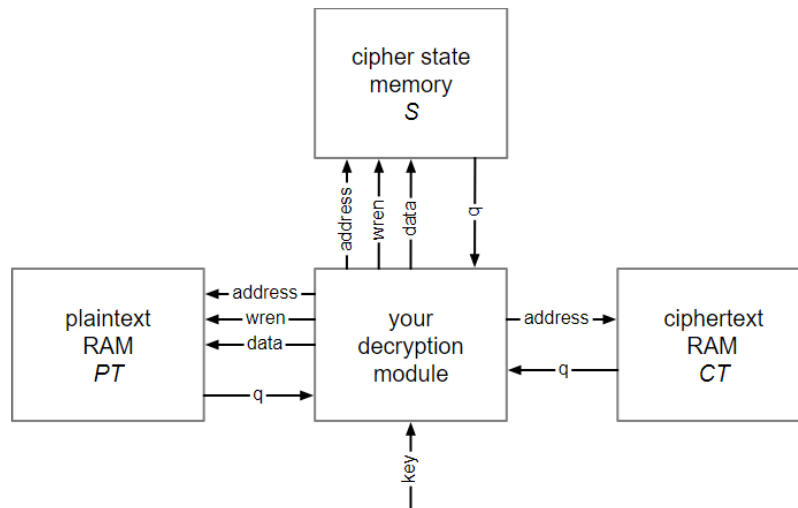 cipher state
memory
S
address
wren
data
q
plaintext
RAM
PT
address
wren
data
q
your
decryption
module
address
q
ciphertext
RAM
CT
key